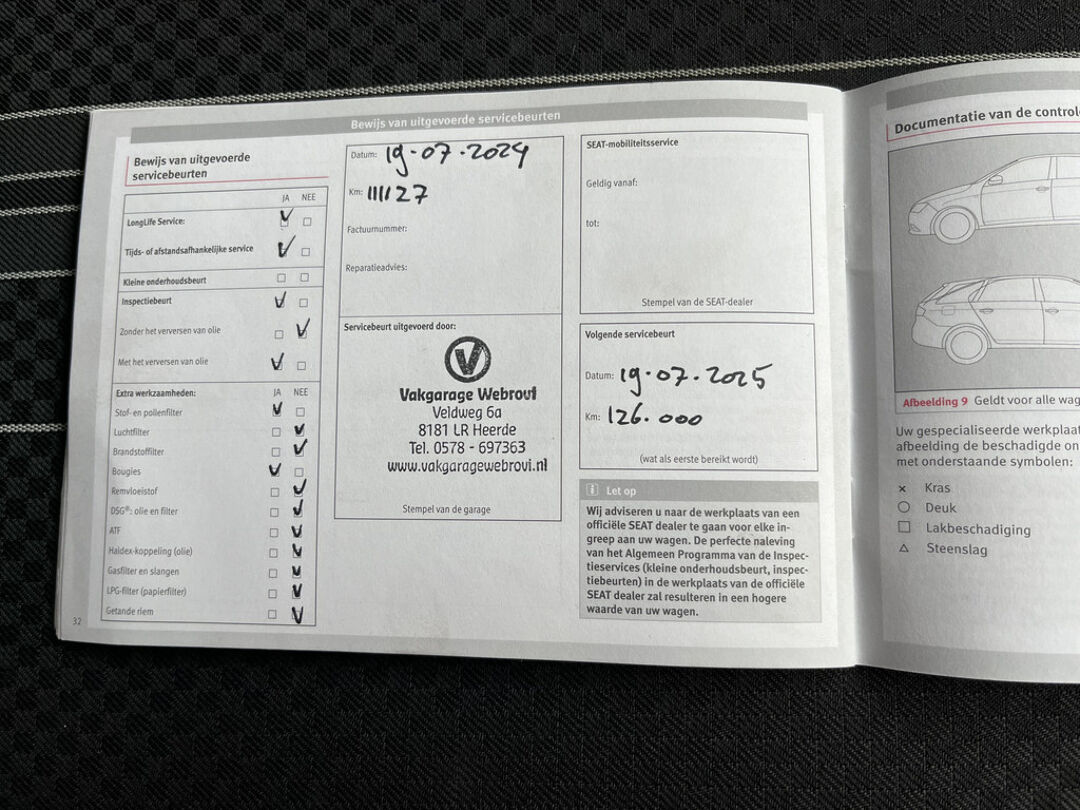 Bewijs van uitgevoerde servicebeurten
Bewijs van uitgevoerde
servicebeurten
JA NEE
LongLife Service:
Tijds- of afstandsafhankelijke service
Kleine onderhoudsbeurt
Inspectiebeurt
Zonder het verversen van olie
Met het verversen van olie
Extra werkzaamheden: JA NEE
Stof- en pollenfilter
Luchtfilter
Brandstoffilter
Bougies
Remvloeistof
DSG®: olie en filter
ATF
Haldex-koppeling (olie)
Gasfilter en slangen
LPG-filter (papierfilter)
Getande riem
32
Datum: 19-07-2024
Km: 111127
Factuurnummer:
Reparatieadvies:
Servicebeurt uitgevoerd door:
V
Vakgarage Webrovi
Veldweg 6a
8181 LR Heerde
Tel. 0578 - 697363
www.vakgaragewebrovi.nl
Stempel van de garage
SEAT-mobiliteitsservice
Geldig vanaf:
tot:
Stempel van de SEAT-dealer
Volgende servicebeurt
Datum: 19-07-2025
Km: 126.000
(wat als eerste bereikt wordt)
i Let op
Wij adviseren u naar de werkplaats van een
officiële SEAT dealer te gaan voor elke in-
greep aan uw wagen. De perfecte naleving
van het Algemeen Programma van de Inspec-
tieservices (kleine onderhoudsbeurt, inspec-
tiebeurten) in de werkplaats van de officiële
SEAT dealer zal resulteren in een hogere
waarde van uw wagen.
Documentatie van de controle
Afbeelding 9 Geldt voor alle wag
Uw gespecialiseerde werkplaat
afbeelding de beschadigde on
met onderstaande symbolen:
× Kras
○ Deuk
□ Lakbeschadiging
△ Steenslag